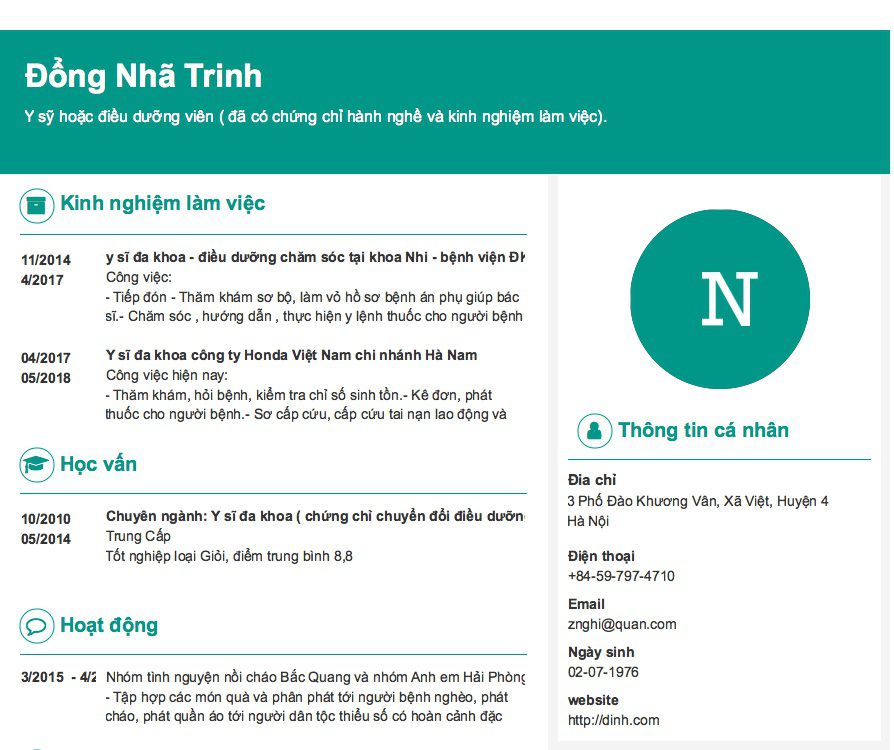 Đổng Nhã Trinh
Y sỹ hoặc điều dưỡng viên ( đã có chứng chỉ hành nghề và kinh nghiệm làm việc).
Kinh nghiệm làm việc
11/2014
4/2017
y sĩ đa khoa - điều dưỡng chăm sóc tại khoa Nhi - bệnh viện
Công việc:
- Tiếp đón - Thăm khám sơ bộ, làm vỏ hồ sơ bệnh án phụ giúp bác
sĩ.- Chăm sóc , hướng dẫn , thực hiện y lệnh thuốc cho người bệnh
04/2017
05/2018
Y sĩ đa khoa công ty Honda Việt Nam chi nhánh Hà Nam
Công việc hiện nay:
- Thăm khám, hỏi bệnh, kiểm tra chỉ số sinh tồn.- Kê đơn, phát
thuốc cho người bệnh.- Sơ cấp cứu, cấp cứu tai nạn lao động và
Học vấn
10/2010
05/2014
Chuyên ngành: Y sĩ đa khoa ( chứng chỉ chuyển đổi điều dưỡn
Trung Cấp
Tốt nghiệp loại Giỏi, điểm trung bình 8,8
Hoạt động
3/2015 - 4/2
Nhóm tình nguyện nồi cháo Bắc Quang và nhóm Anh em Hải Phòng
- Tập hợp các món quà và phân phát tới người bệnh nghèo, phát
cháo, phát quần áo tới người dân tộc thiểu số có hoàn cảnh đặc
N
Thông tin cá nhân
Đia chỉ
3 Phố Đào Khương Vân, Xã Việt, Huyện 4
Hà Nội
Điện thoại
+84-59-797-4710
Email
znghi@quan.com
Ngày sinh
02-07-1976
website
http://dinh.com